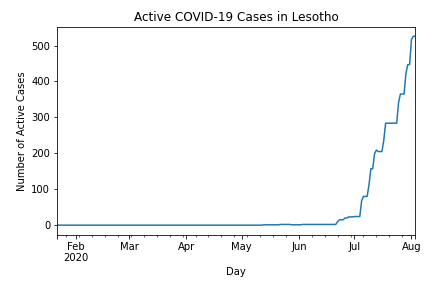 Active COVID-19 Cases in Lesotho
Number of Active Cases
500
400
300
200
100
0
Feb Mar Apr May Jun Jul Aug
2020
Day